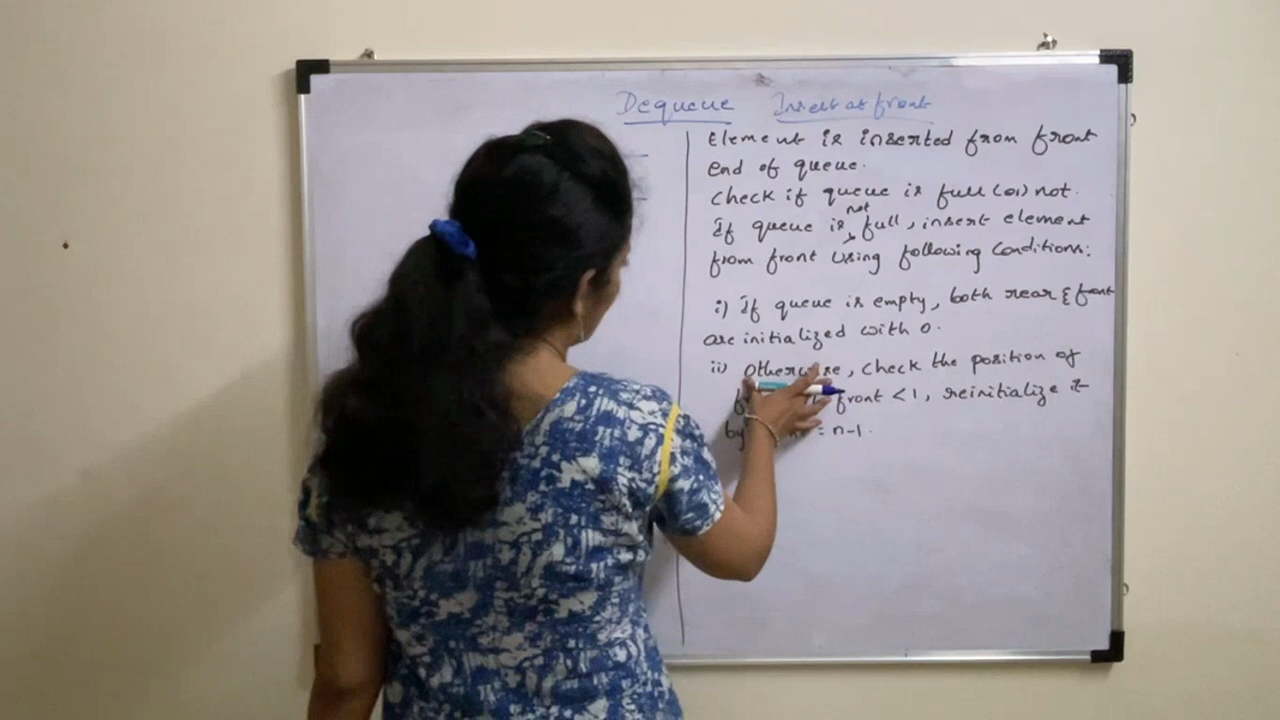 Dequeue Insert at front
Element is inserted from front
end of queue.
check if queue is full (or) not.
not
If queue is full, insert element
from front using following conditions:
i) If queue is empty, both rear & front
are initialized with 0.
ii) Otherwise, check the position of
front < 1, reinitialize it
by = n-1.